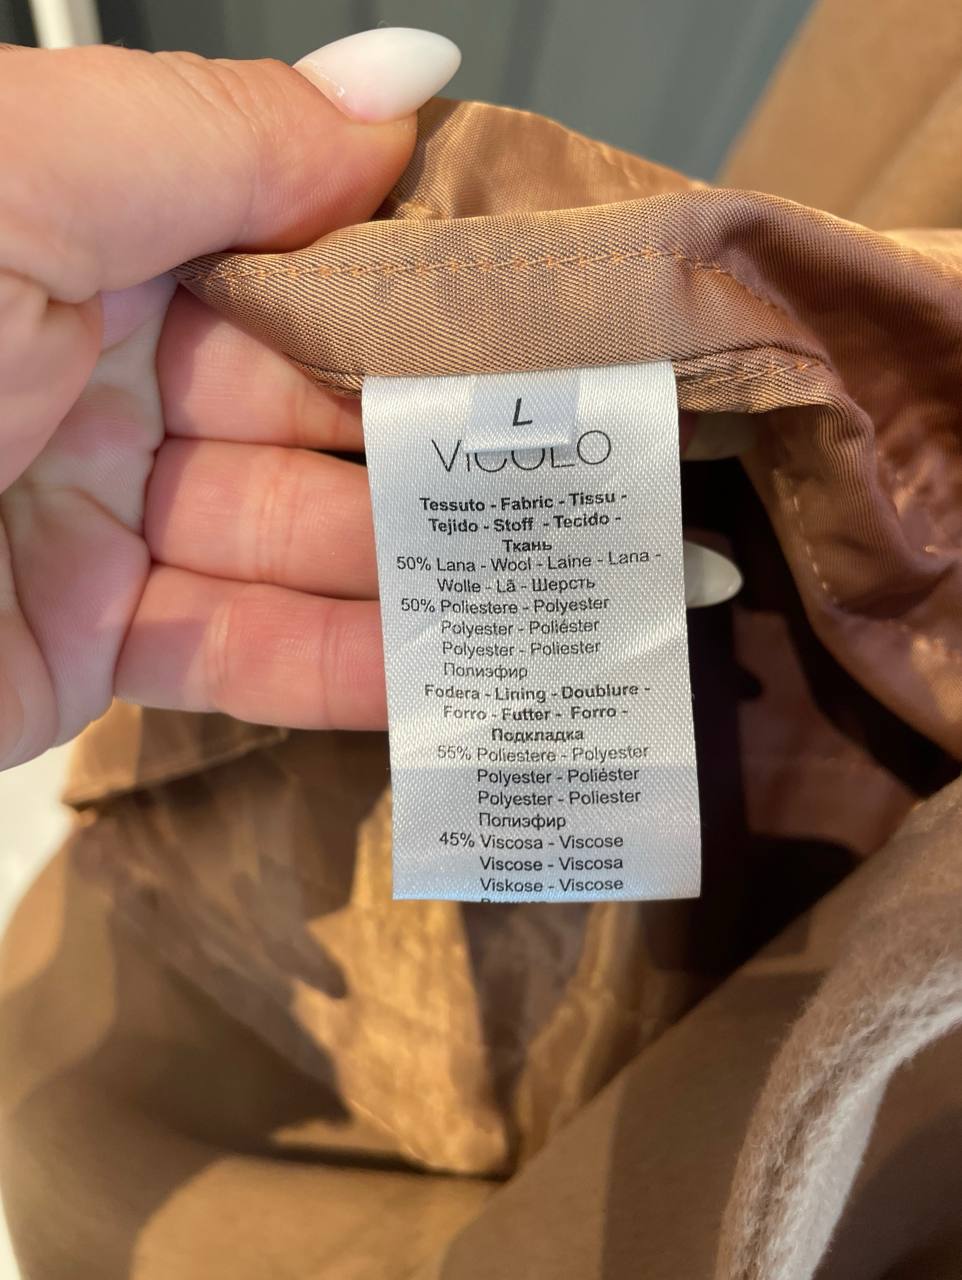 L
VICOLO
Tessuto - Fabric - Tissu -
Tejido - Stoff - Tecido -
Ткань
50% Lana - Wool - Laine - Lana -
Wolle - Lã - Шерсть
50% Poliestere - Polyester
Polyester - Poliéster
Polyester - Poliester
Полиэфир
Fodera - Lining - Doublure -
Forro - Futter - Forro -
Подкладка
55% Poliestere - Polyester
Polyester - Poliéster
Polyester - Poliester
Полиэфир
45% Viscosa - Viscose
Viscose - Viscosa
Viskose - Viscose